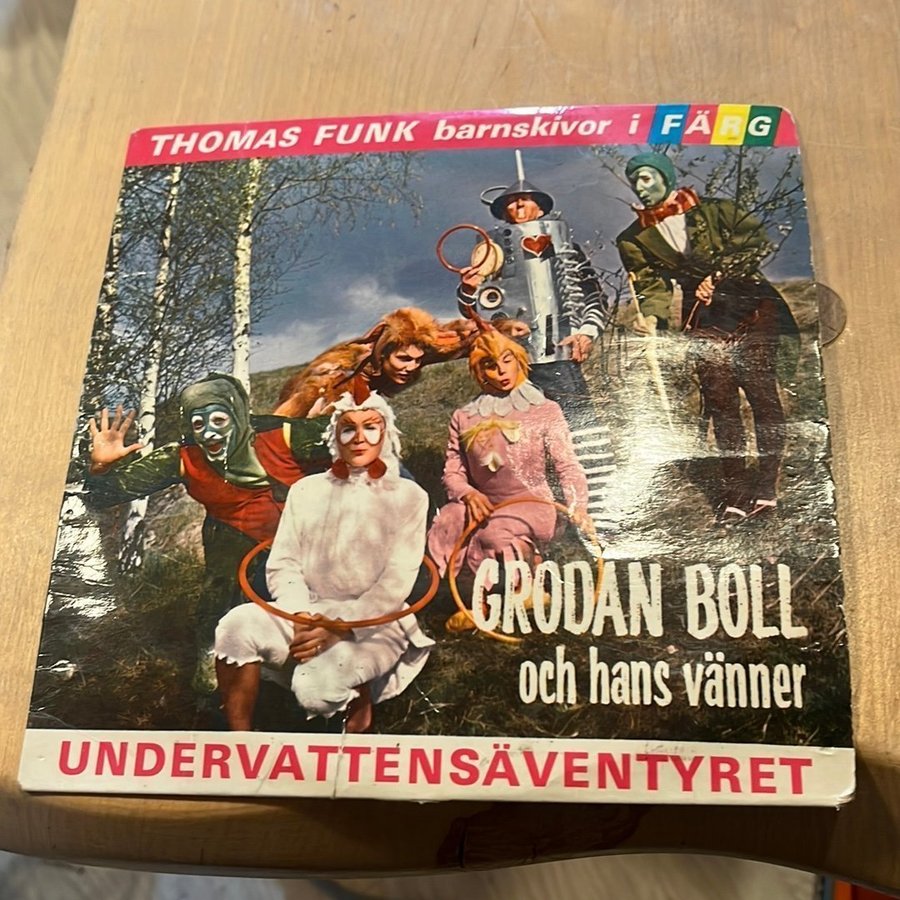 THOMAS FUNK barnskivor i FÄRG
GRODAN BOLL
och hans vänner
UNDERVATTENSÄVENTYRET